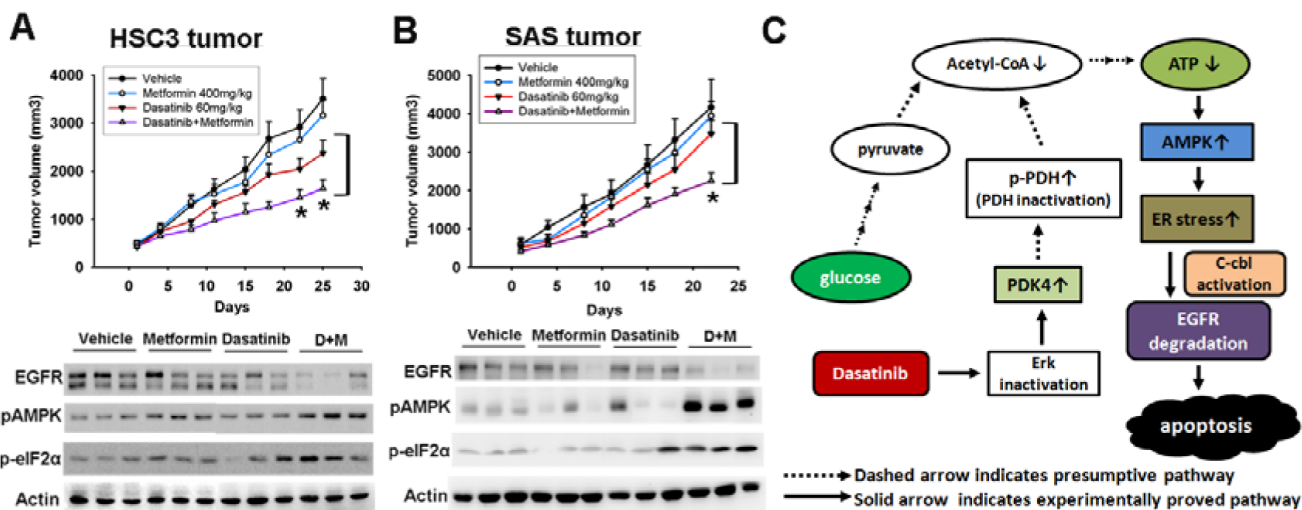 A
HSC3 tumor
Tumor volume (mm3)
4000
3000
2000
1000
0
Vehicle
Metformin 400mg/kg
Dasatinib 60mg/kg
Dasatinib+Metformin
* *
0 5 10 15 20 25 30
Days
Vehicle Metformin Dasatinib D+M
EGFR
pAMPK
p-eIF2α
Actin
B
SAS tumor
Tumor volume (mm3)
5000
4000
3000
2000
1000
0
Vehicle
Metformin 400mg/kg
Dasatinib 60mg/kg
Dasatinib+Metformin
*
0 5 10 15 20 25
Days
Vehicle Metformin Dasatinib D+M
EGFR
pAMPK
p-eIF2α
Actin
C
Acetyl-CoA ↓
ATP ↓
pyruvate
AMPK↑
p-PDH↑
(PDH inactivation)
ER stress↑
glucose
PDK4↑
C-cbl
activation
EGFR
degradation
Dasatinib
Erk
inactivation
apoptosis
Dashed arrow indicates presumptive pathway
Solid arrow indicates experimentally proved pathway